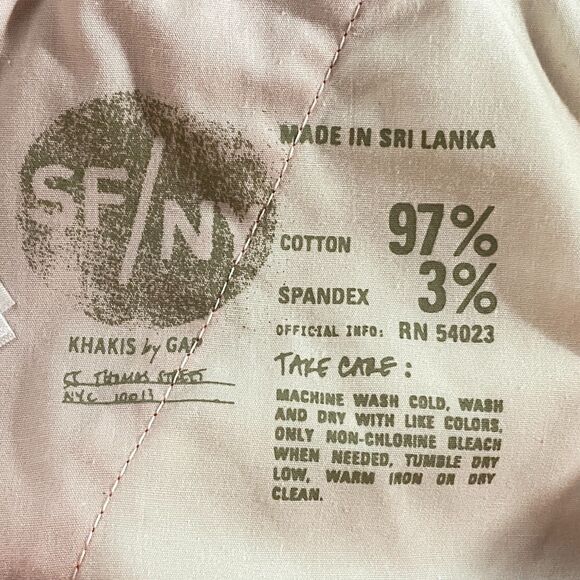 SF/NY
KHAKIS by GAP
THOMAS STREET
NYC 10013
MADE IN SRI LANKA
COTTON 97%
SPANDEX 3%
OFFICIAL INFO: RN 54023
TAKE CARE:
MACHINE WASH COLD, WASH
AND DRY WITH LIKE COLORS,
ONLY NON-CHLORINE BLEACH
WHEN NEEDED, TUMBLE DRY
LOW, WARM IRON OR DRY
CLEAN.